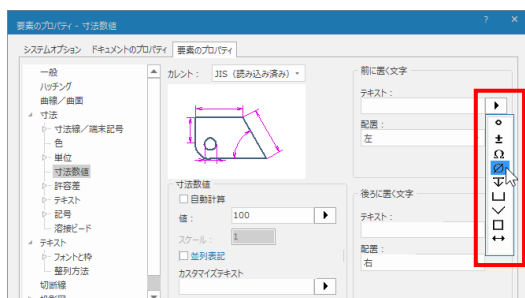 要素のプロパティ - 寸法数値
? ×
システムオプション ドキュメントのプロパティ 要素のプロパティ
一般
ハッチング
曲線／曲面
寸法
寸法線／端末記号
色
単位
寸法数値
許容差
テキスト
記号
溶接ビード
テキスト
フォントと枠
整列方法
切断線
カレント： JIS（読み込み済み）
寸法数値
自動計算
値： 100
スケール： 1
並列表記
カスタマイズテキスト
前に置く文字
テキスト：
配置：
左
後ろに置く文字
テキスト：
配置：
右
°
±
Ω
∅
↧
⌴
⌵
□
↔